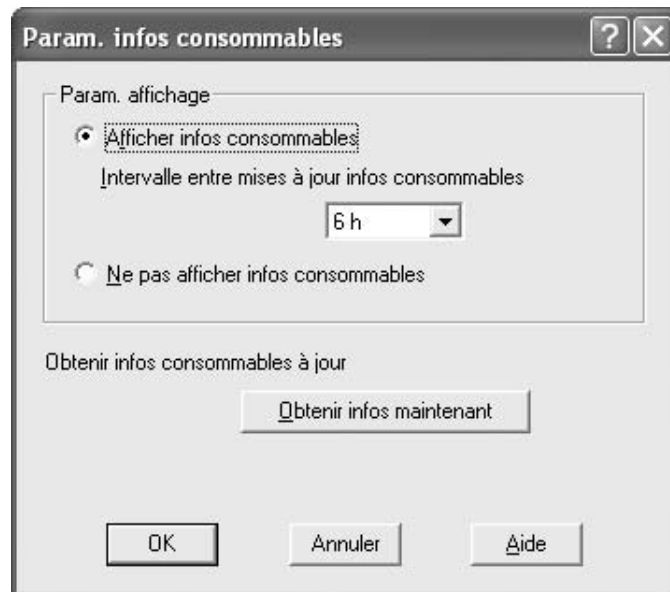 Param. infos consommables
Param. affichage
Afficher infos consommables
Intervalle entre mises à jour infos consommables
6 h
Ne pas afficher infos consommables
Obtenir infos consommables à jour
Obtenir infos maintenant
OK
Annuler
Aide